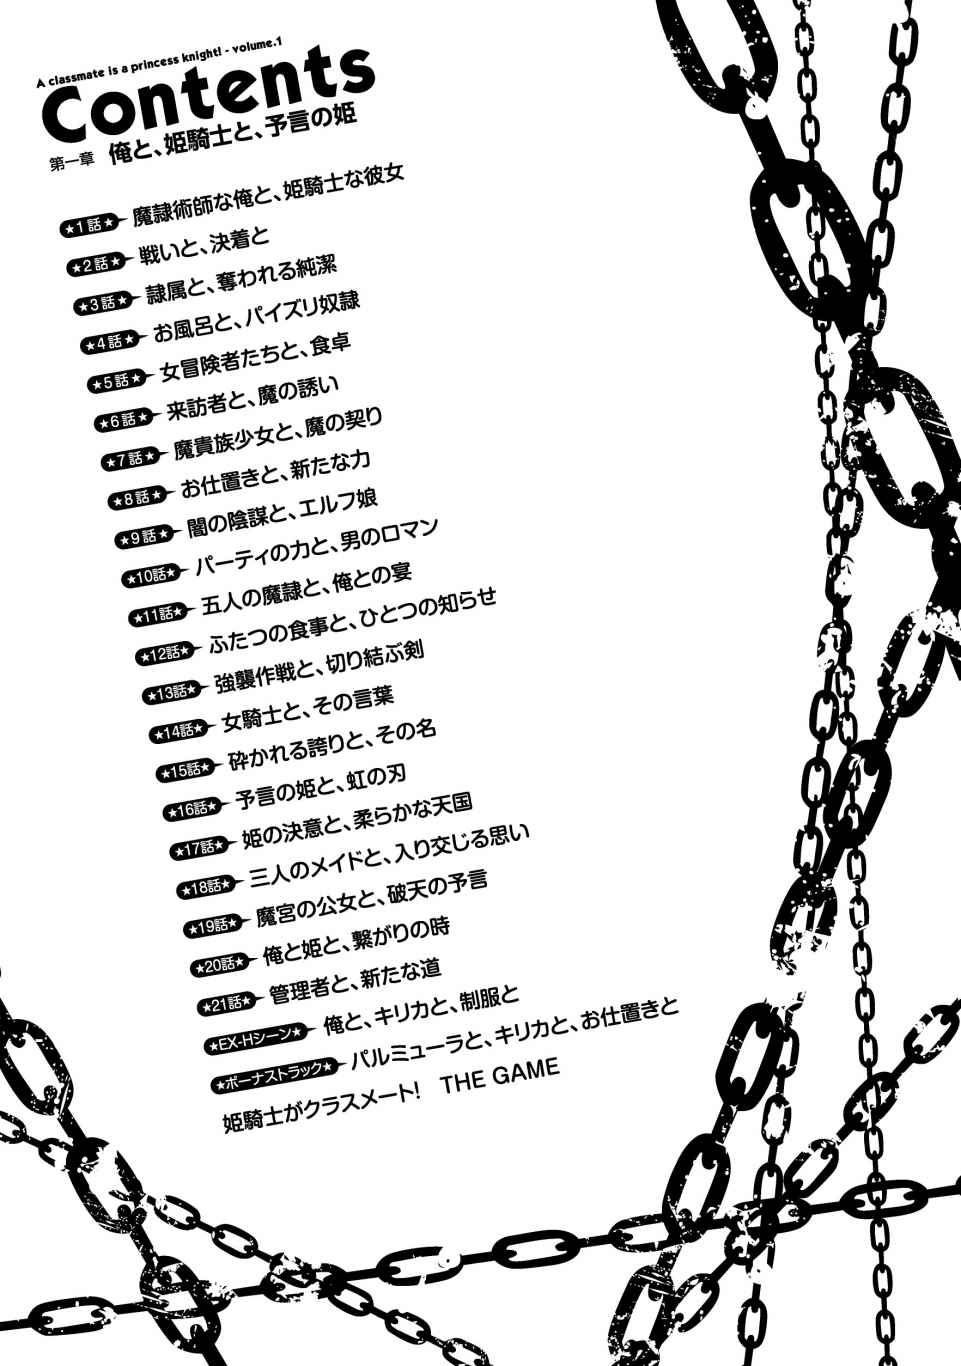 A classmate is a princess knight! - volume.1
Contents
第一章 俺と、姫騎士と、予言の姫
★1話★ 魔隷術師な俺と、姫騎士な彼女
★2話★ 戦いと、決着と
★3話★ 隷属と、奪われる純潔
★4話★ お風呂と、パイズリ奴隷
★5話★ 女冒険者たちと、食卓
★6話★ 来訪者と、魔の誘い
★7話★ 魔貴族少女と、魔の契り
★8話★ お仕置きと、新たな力
★9話★ 闇の陰謀と、エルフ娘
★10話★ パーティの力と、男のロマン
★11話★ 五人の魔隷と、俺との宴
★12話★ ふたつの食事と、ひとつの知らせ
★13話★ 強襲作戦と、切り結ぶ剣
★14話★ 女騎士と、その言葉
★15話★ 砕かれる誇りと、その名
★16話★ 予言の姫と、虹の刃
★17話★ 姫の決意と、柔らかな天国
★18話★ 三人のメイドと、入り交じる思い
★19話★ 魔宮の公女と、破天の予言
★20話★ 俺と姫と、繋がりの時
★21話★ 管理者と、新たな道
★EX-Hシーン★ 俺と、キリカと、制服と
★ボーナストラック★ パルミューラと、キリカと、お仕置きと
姫騎士がクラスメート! THE GAME